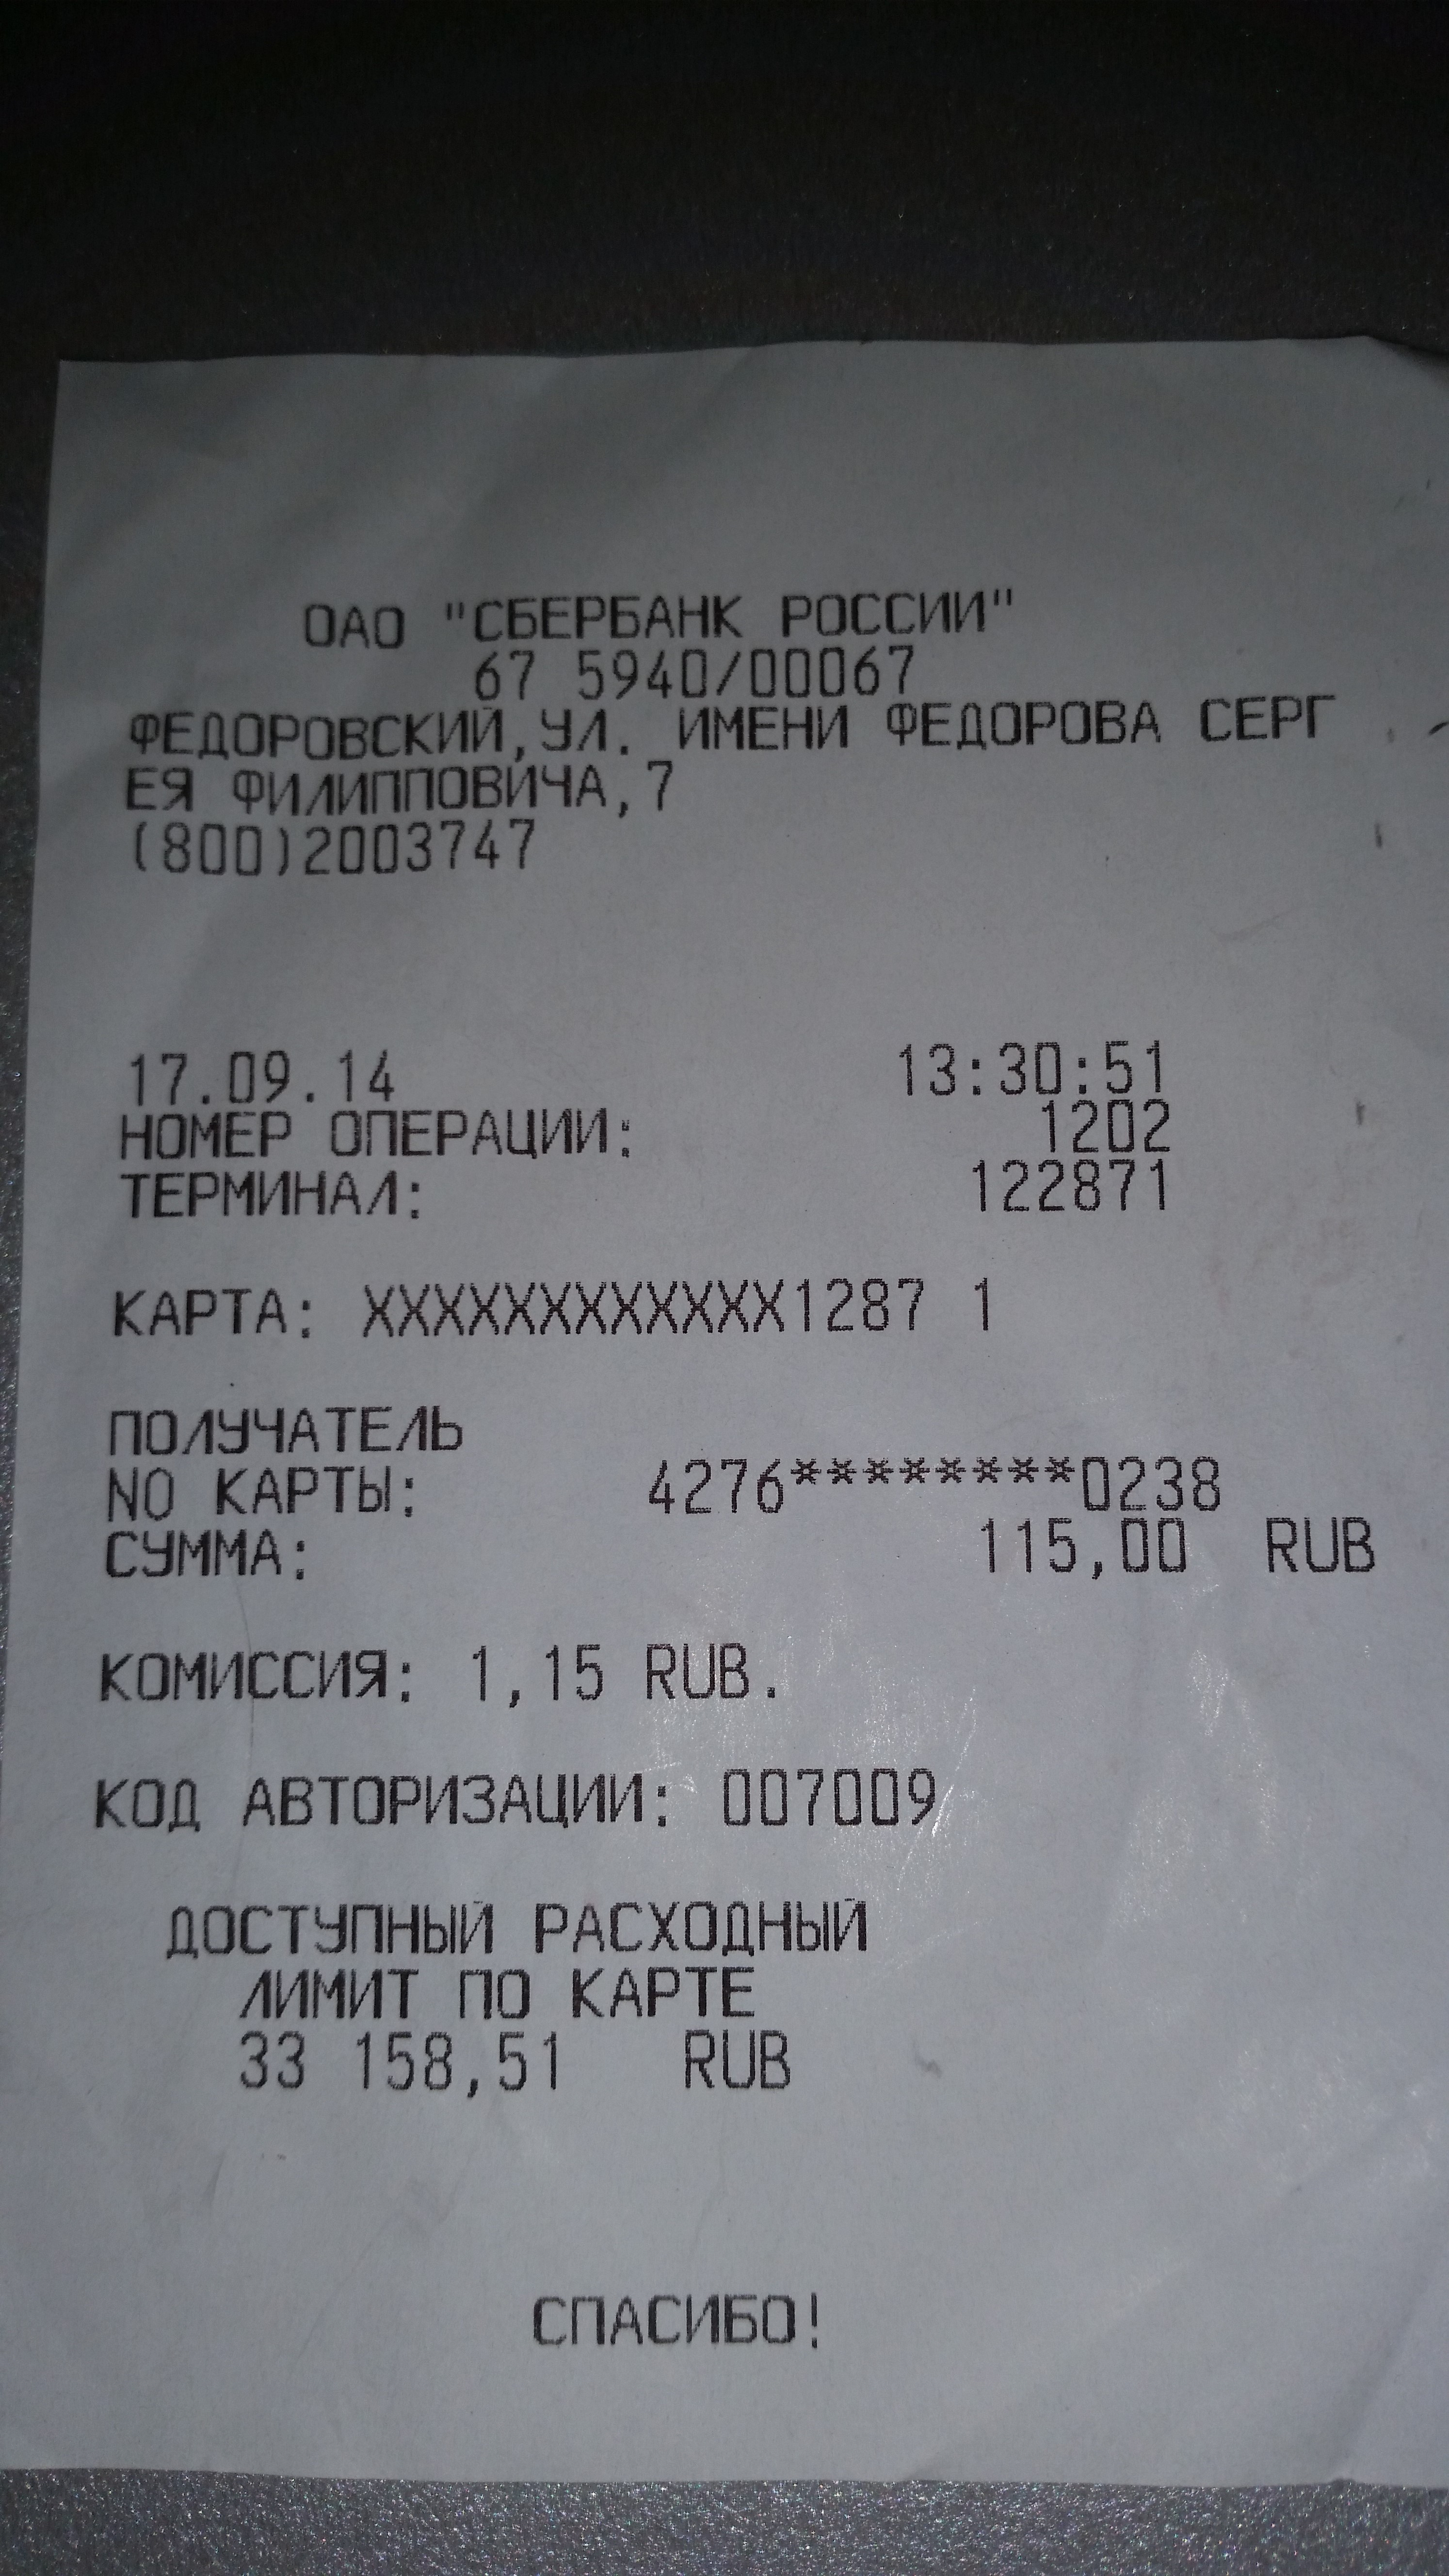 ОАО "СБЕРБАНК РОССИИ"
67 5940/00067
ФЕДОРОВСКИЙ,УЛ. ИМЕНИ ФЕДОРОВА СЕРГ
ЕЯ ФИЛИППОВИЧА,7
(800)2003747
17.09.14 13:30:51
НОМЕР ОПЕРАЦИИ: 1202
ТЕРМИНАЛ: 122871
КАРТА: XXXXXXXXXXXX1287 1
ПОЛУЧАТЕЛЬ
NO КАРТЫ: 4276********0238
СУММА: 115,00 RUB
КОМИССИЯ: 1,15 RUB.
КОД АВТОРИЗАЦИИ: 007009
ДОСТУПНЫЙ РАСХОДНЫЙ
ЛИМИТ ПО КАРТЕ
33 158,51 RUB
СПАСИБО!